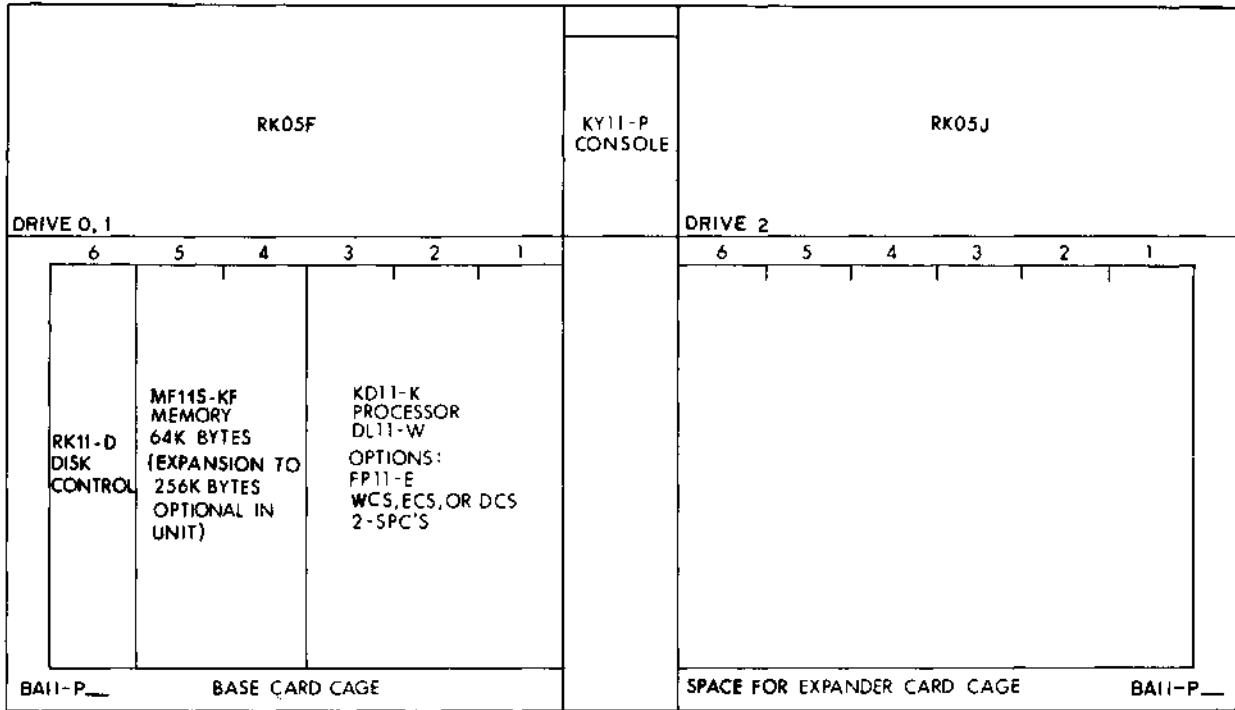 RK05F
DRIVE 0, 1
KY11-P
CONSOLE
RK05J
DRIVE 2
6 5 4 3 2 1
6 5 4 3 2 1
RK11-D
DISK
CONTROL
MF11S-KF
MEMORY
64K BYTES
(EXPANSION TO
256K BYTES
OPTIONAL IN
UNIT)
KD11-K
PROCESSOR
DL11-W
OPTIONS:
FP11-E
WCS, ECS, OR DCS
2-SPC'S
BA11-P__
BASE CARD CAGE
SPACE FOR EXPANDER CARD CAGE
BA11-P__